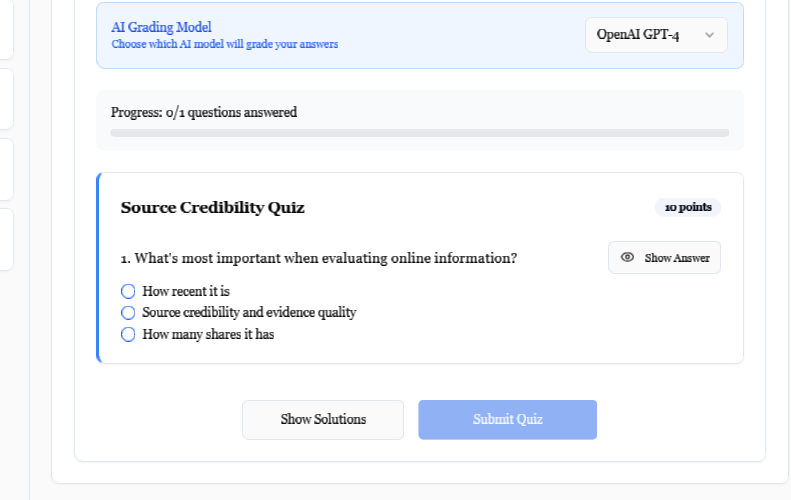 AI Grading Model
Choose which AI model will grade your answers
OpenAI GPT-4
Progress: 0/1 questions answered
Source Credibility Quiz
10 points
1. What's most important when evaluating online information?
Show Answer
How recent it is
Source credibility and evidence quality
How many shares it has
Show Solutions
Submit Quiz